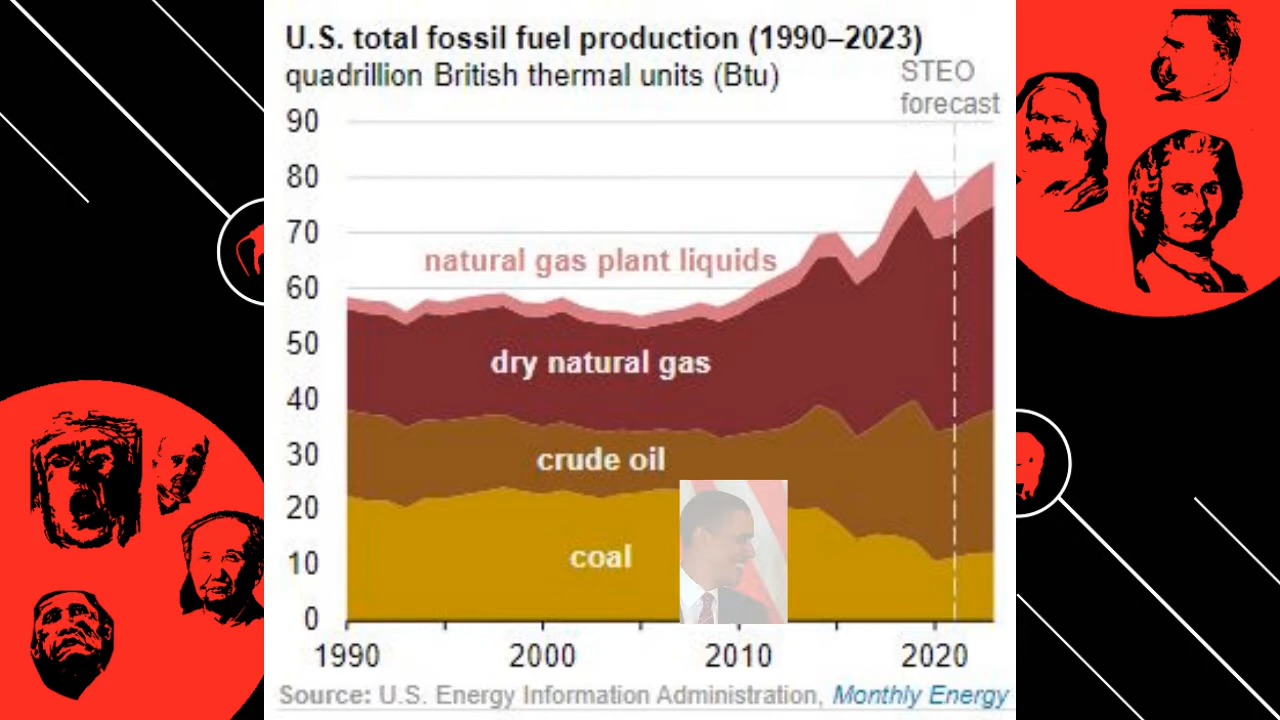 U.S. total fossil fuel production (1990–2023)
quadrillion British thermal units (Btu)
STEO
forecast
90
80
70
natural gas plant liquids
60
50
dry natural gas
40
30
crude oil
20
coal
10
0
1990 2000 2010 2020
Source: U.S. Energy Information Administration, Monthly Energy